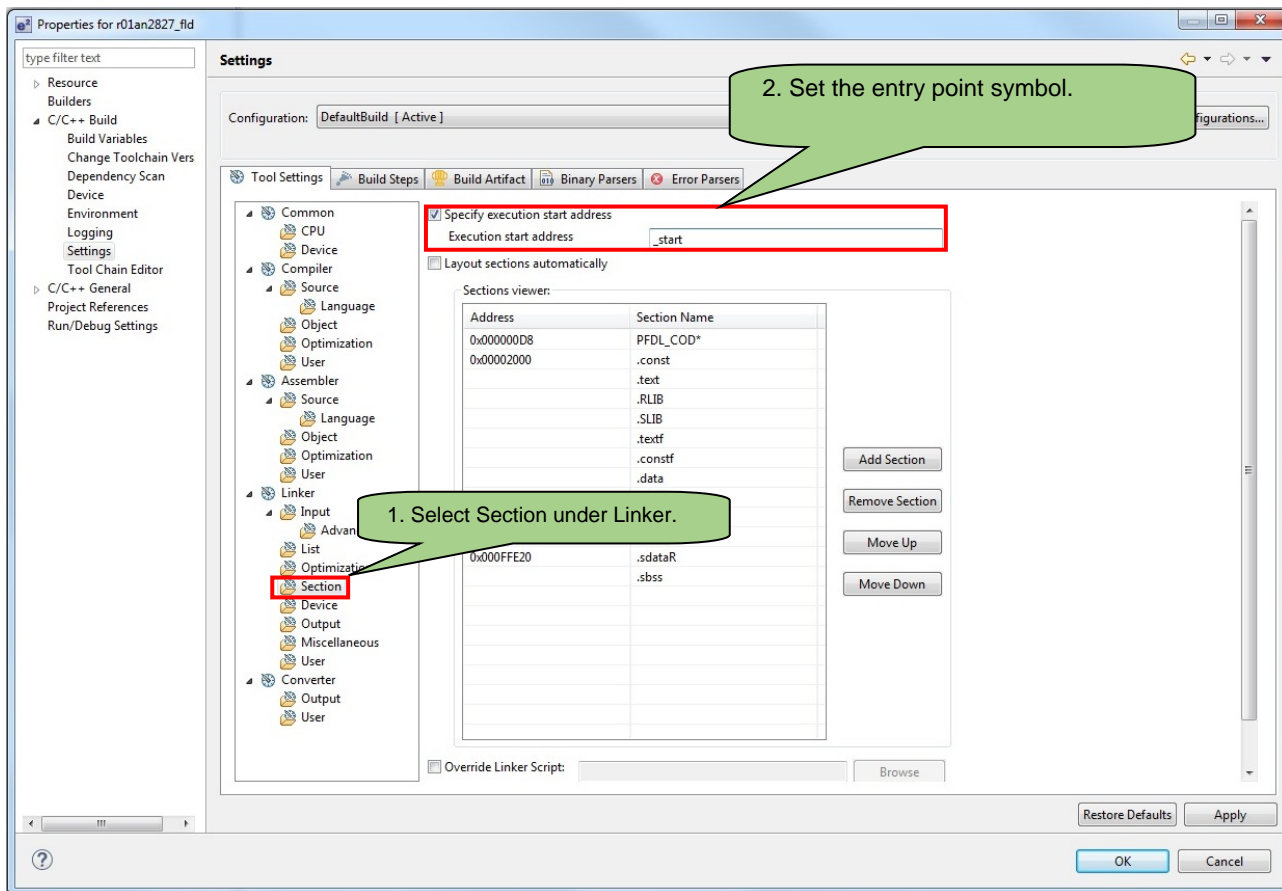 Properties for r01an2827_fld
type filter text
Resource
Builders
C/C++ Build
Build Variables
Change Toolchain Vers
Dependency Scan
Device
Environment
Logging
Settings
Tool Chain Editor
C/C++ General
Project References
Run/Debug Settings
Settings
2. Set the entry point symbol.
Configuration: DefaultBuild [ Active ]
figurations...
Tool Settings Build Steps Build Artifact Binary Parsers Error Parsers
Common
CPU
Device
Compiler
Source
Language
Object
Optimization
User
Assembler
Source
Language
Object
Optimization
User
Linker
Input
Advan
List
Optimizatio
Section
Device
Output
Miscellaneous
User
Converter
Output
User
1. Select Section under Linker.
Specify execution start address
Execution start address _start
Layout sections automatically
Sections viewer:
Address Section Name
0x000000D8 PFDL_COD*
0x00002000 .const
.text
.RLIB
.SLIB
.textf
.constf
.data
0x000FFE20 .sdataR
.sbss
Add Section
Remove Section
Move Up
Move Down
Override Linker Script: Browse
Restore Defaults Apply
OK Cancel